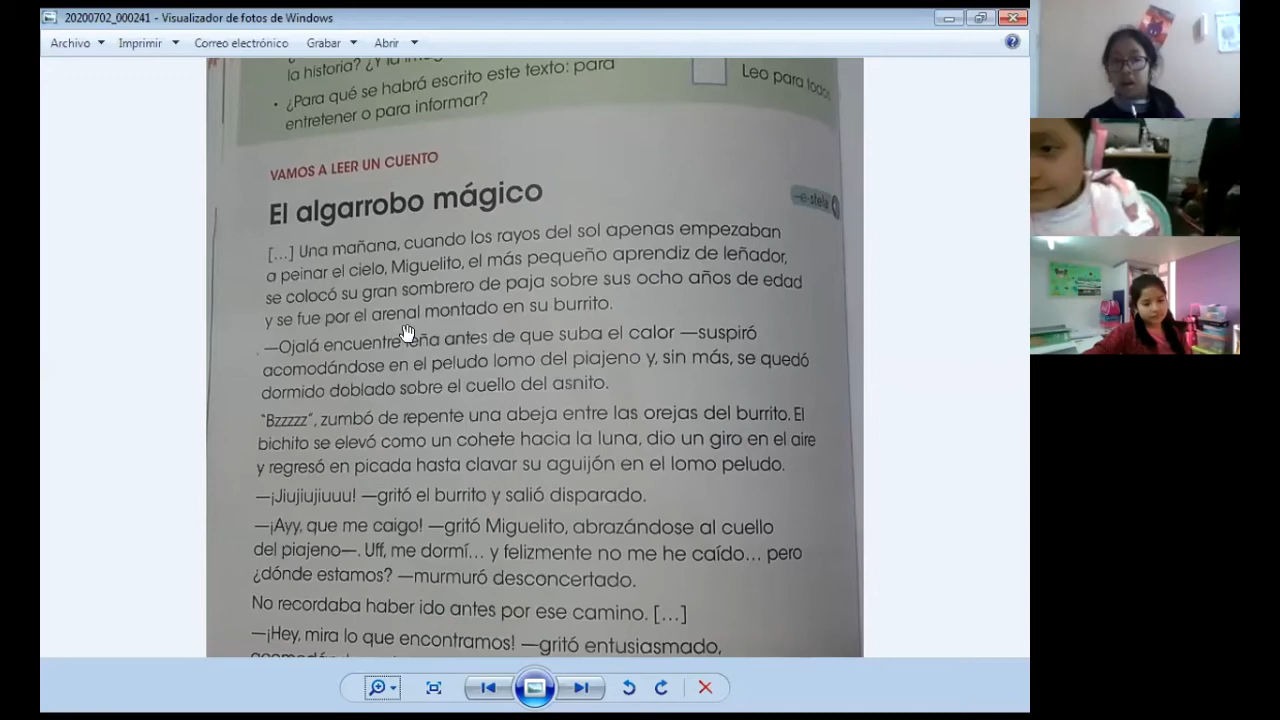 20200702_000241 - Visualizador de fotos de Windows
Archivo Imprimir Correo electrónico Grabar Abrir
la historia? ¿Y la
• ¿Para qué se habrá escrito este texto: para
entretener o para informar?
Leo para todos
VAMOS A LEER UN CUENTO
El algarrobo mágico
[...] Una mañana, cuando los rayos del sol apenas empezaban
a peinar el cielo, Miguelito, el más pequeño aprendiz de leñador,
se colocó su gran sombrero de paja sobre sus ocho años de edad
y se fue por el arenal montado en su burrito.
—Ojalá encuentre leña antes de que suba el calor —suspiró
acomodándose en el peludo lomo del piajeno y, sin más, se quedó
dormido doblado sobre el cuello del asnito.
“Bzzzzz”, zumbó de repente una abeja entre las orejas del burrito. El
bichito se elevó como un cohete hacia la luna, dio un giro en el aire
y regresó en picada hasta clavar su aguijón en el lomo peludo.
—¡Jiujiujiuuu! —gritó el burrito y salió disparado.
—¡Ayy, que me caigo! —gritó Miguelito, abrazándose al cuello
del piajeno—. Uff, me dormí... y felizmente no me he caído... pero
¿dónde estamos? —murmuró desconcertado.
No recordaba haber ido antes por ese camino. [...]
—¡Hey, mira lo que encontramos! —gritó entusiasmado,